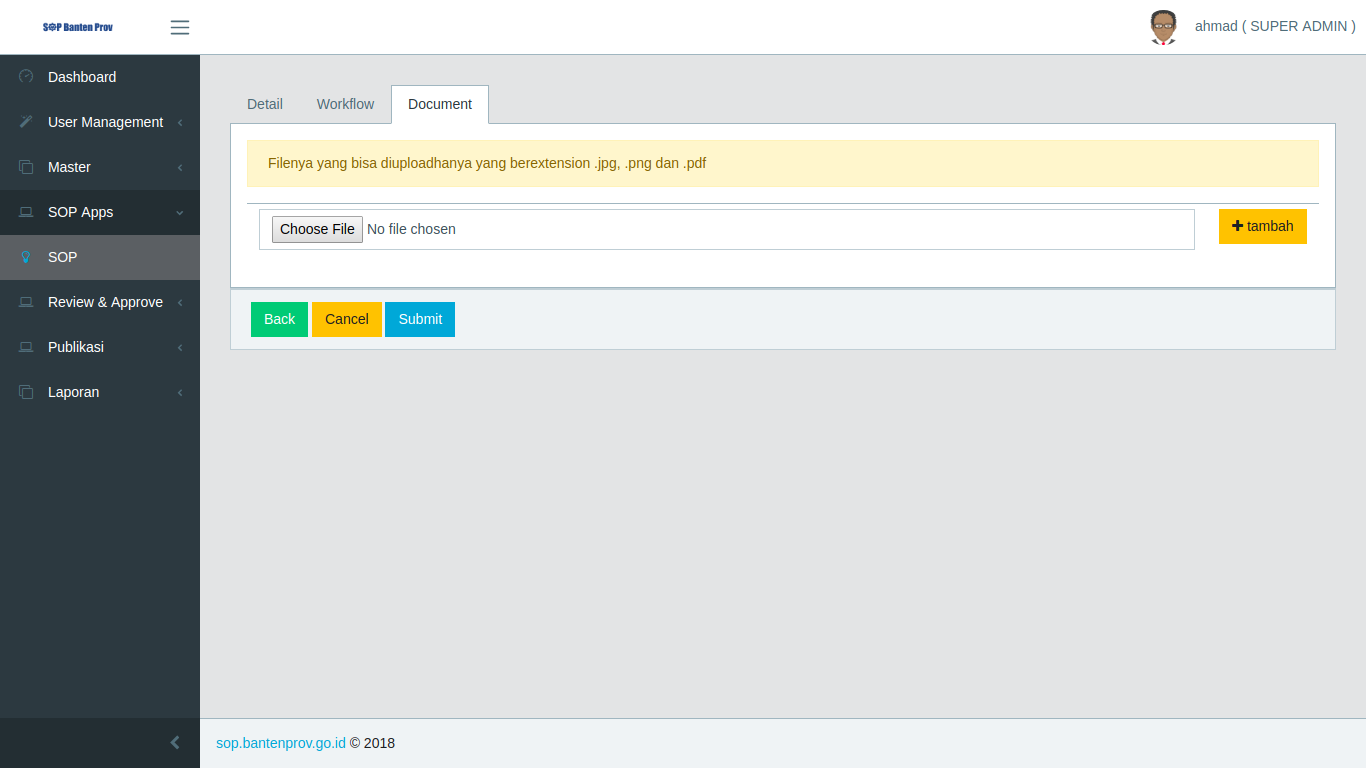 SOP Banten Prov
ahmad ( SUPER ADMIN )
Dashboard
User Management
Master
SOP Apps
SOP
Review & Approve
Publikasi
Laporan
Detail Workflow Document
Filenya yang bisa diuploadhanya yang berextension .jpg, .png dan .pdf
Choose File No file chosen
tambah
Back Cancel Submit
sop.bantenprov.go.id © 2018